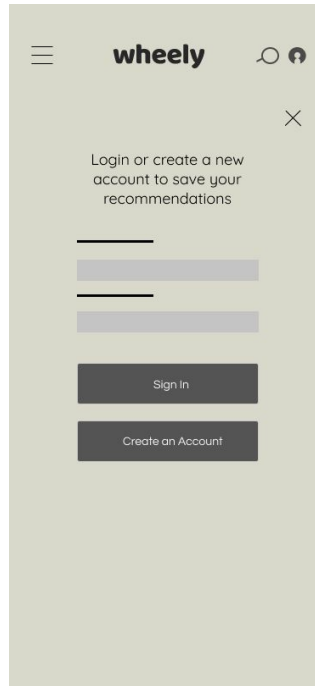 wheely
Login or create a new
account to save your
recommendations
Sign In
Create an Account